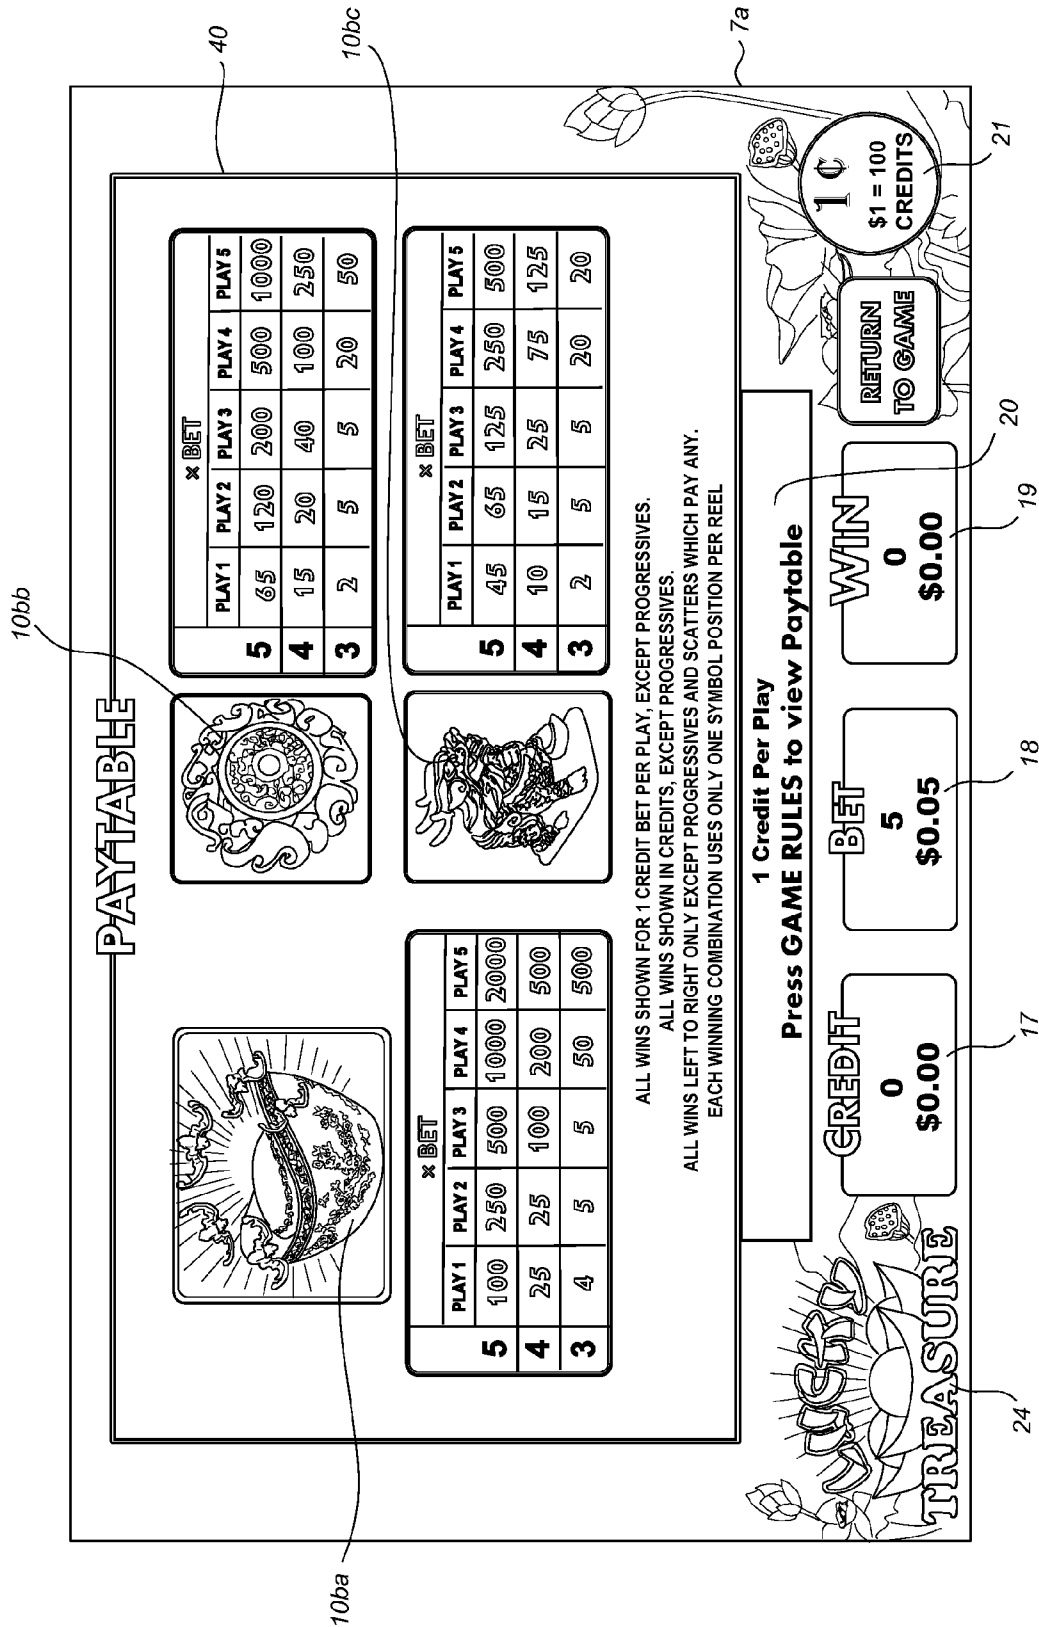 PAYTABLE
10ba
10bb
10bc
40
7a
× BET
PLAY 1 PLAY 2 PLAY 3 PLAY 4 PLAY 5
5 100 250 500 1000 2000
4 25 25 100 200 500
3 4 5 5 50 500
× BET
PLAY 1 PLAY 2 PLAY 3 PLAY 4 PLAY 5
5 65 120 200 500 1000
4 15 20 40 100 250
3 2 5 5 20 50
× BET
PLAY 1 PLAY 2 PLAY 3 PLAY 4 PLAY 5
5 45 65 125 250 500
4 10 15 25 75 125
3 2 5 5 20 20
ALL WINS SHOWN FOR 1 CREDIT BET PER PLAY, EXCEPT PROGRESSIVES.
ALL WINS SHOWN IN CREDITS, EXCEPT PROGRESSIVES.
ALL WINS LEFT TO RIGHT ONLY EXCEPT PROGRESSIVES AND SCATTERS WHICH PAY ANY.
EACH WINNING COMBINATION USES ONLY ONE SYMBOL POSITION PER REEL
1 Credit Per Play
Press GAME RULES to view Paytable
LUCKY
TREASURE
CREDIT
0
$0.00
BET
5
$0.05
WIN
0
$0.00
RETURN
TO GAME
1¢
$1 = 100
CREDITS
24
17
18
19
20
21